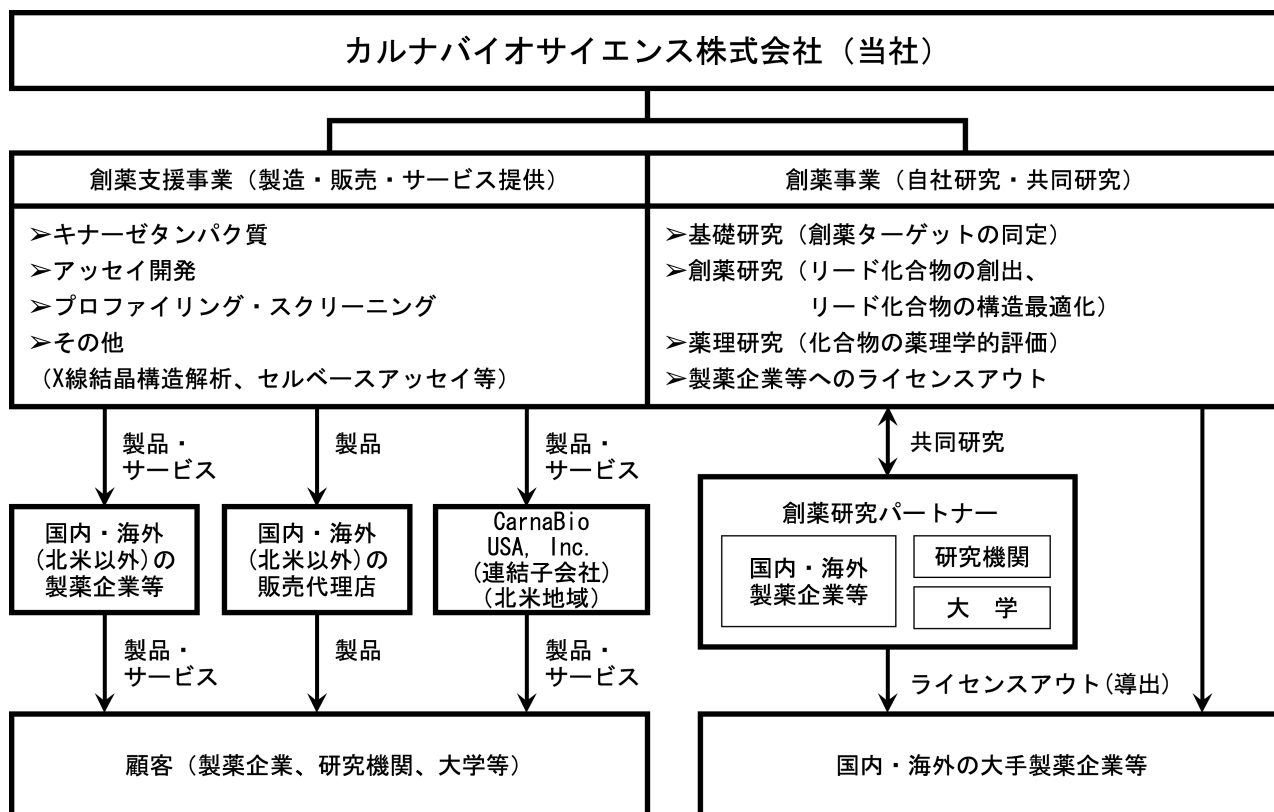 カルナバイオサイエンス株式会社（当社）
創薬支援事業（製造・販売・サービス提供）
➢キナーゼタンパク質
➢アッセイ開発
➢プロファイリング・スクリーニング
➢その他
（X線結晶構造解析、セルベースアッセイ等）
創薬事業（自社研究・共同研究）
➢基礎研究（創薬ターゲットの同定）
➢創薬研究（リード化合物の創出、
リード化合物の構造最適化）
➢薬理研究（化合物の薬理学的評価）
➢製薬企業等へのライセンスアウト
製品・
サービス
製品
製品・
サービス
共同研究
国内・海外
(北米以外)の
製薬企業等
国内・海外
(北米以外)の
販売代理店
CarnaBio
USA, Inc.
(連結子会社)
(北米地域)
創薬研究パートナー
国内・海外
製薬企業等
研究機関
大　学
製品・
サービス
製品
製品・
サービス
ライセンスアウト(導出)
顧客（製薬企業、研究機関、大学等）
国内・海外の大手製薬企業等